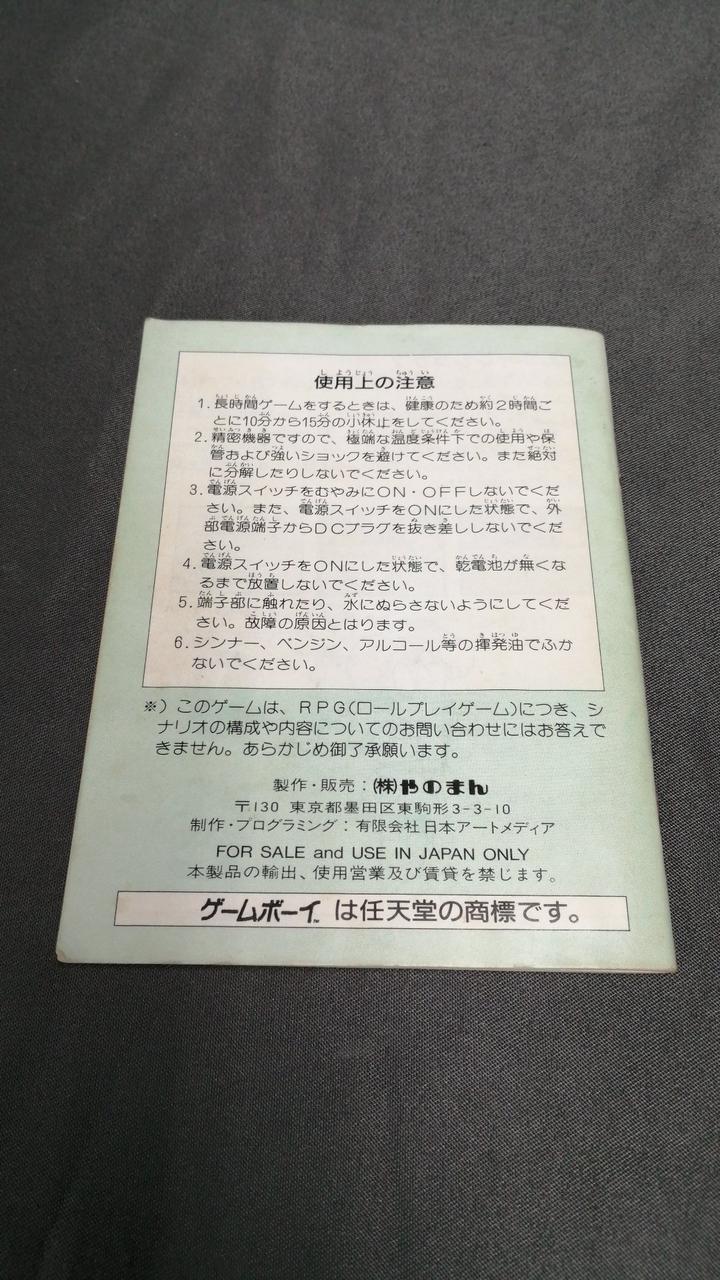 使用上の注意
1.長時間ゲームをするときは、健康のため約2時間ご
とに10分から15分の小休止をしてください。
2.精密機器ですので、極端な温度条件下での使用や保
管および強いショックを避けてください。また絶対
に分解したりしないでください。
3.電源スイッチをむやみにON・OFFしないでくだ
さい。また、電源スイッチをONにした状態で、外
部電源端子からDCプラグを抜き差ししないでくだ
さい。
4.電源スイッチをONにした状態で、乾電池が無くな
るまで放置しないでください。
5.端子部に触れたり、水にぬらさないようにしてくだ
さい。故障の原因とはります。
6.シンナー、ベンジン、アルコール等の揮発油でふか
ないでください。
※)このゲームは、RPG(ロールプレイゲーム)につき、シ
ナリオの構成や内容についてのお問い合わせにはお答えで
きません。あらかじめ御了承願います。
製作・販売：(株)やのまん
〒130 東京都墨田区東駒形3-3-10
制作・プログラミング：有限会社日本アートメディア
FOR SALE and USE IN JAPAN ONLY
本製品の輸出、使用営業及び賃貸を禁じます。
ゲームボーイ™は任天堂の商標です。